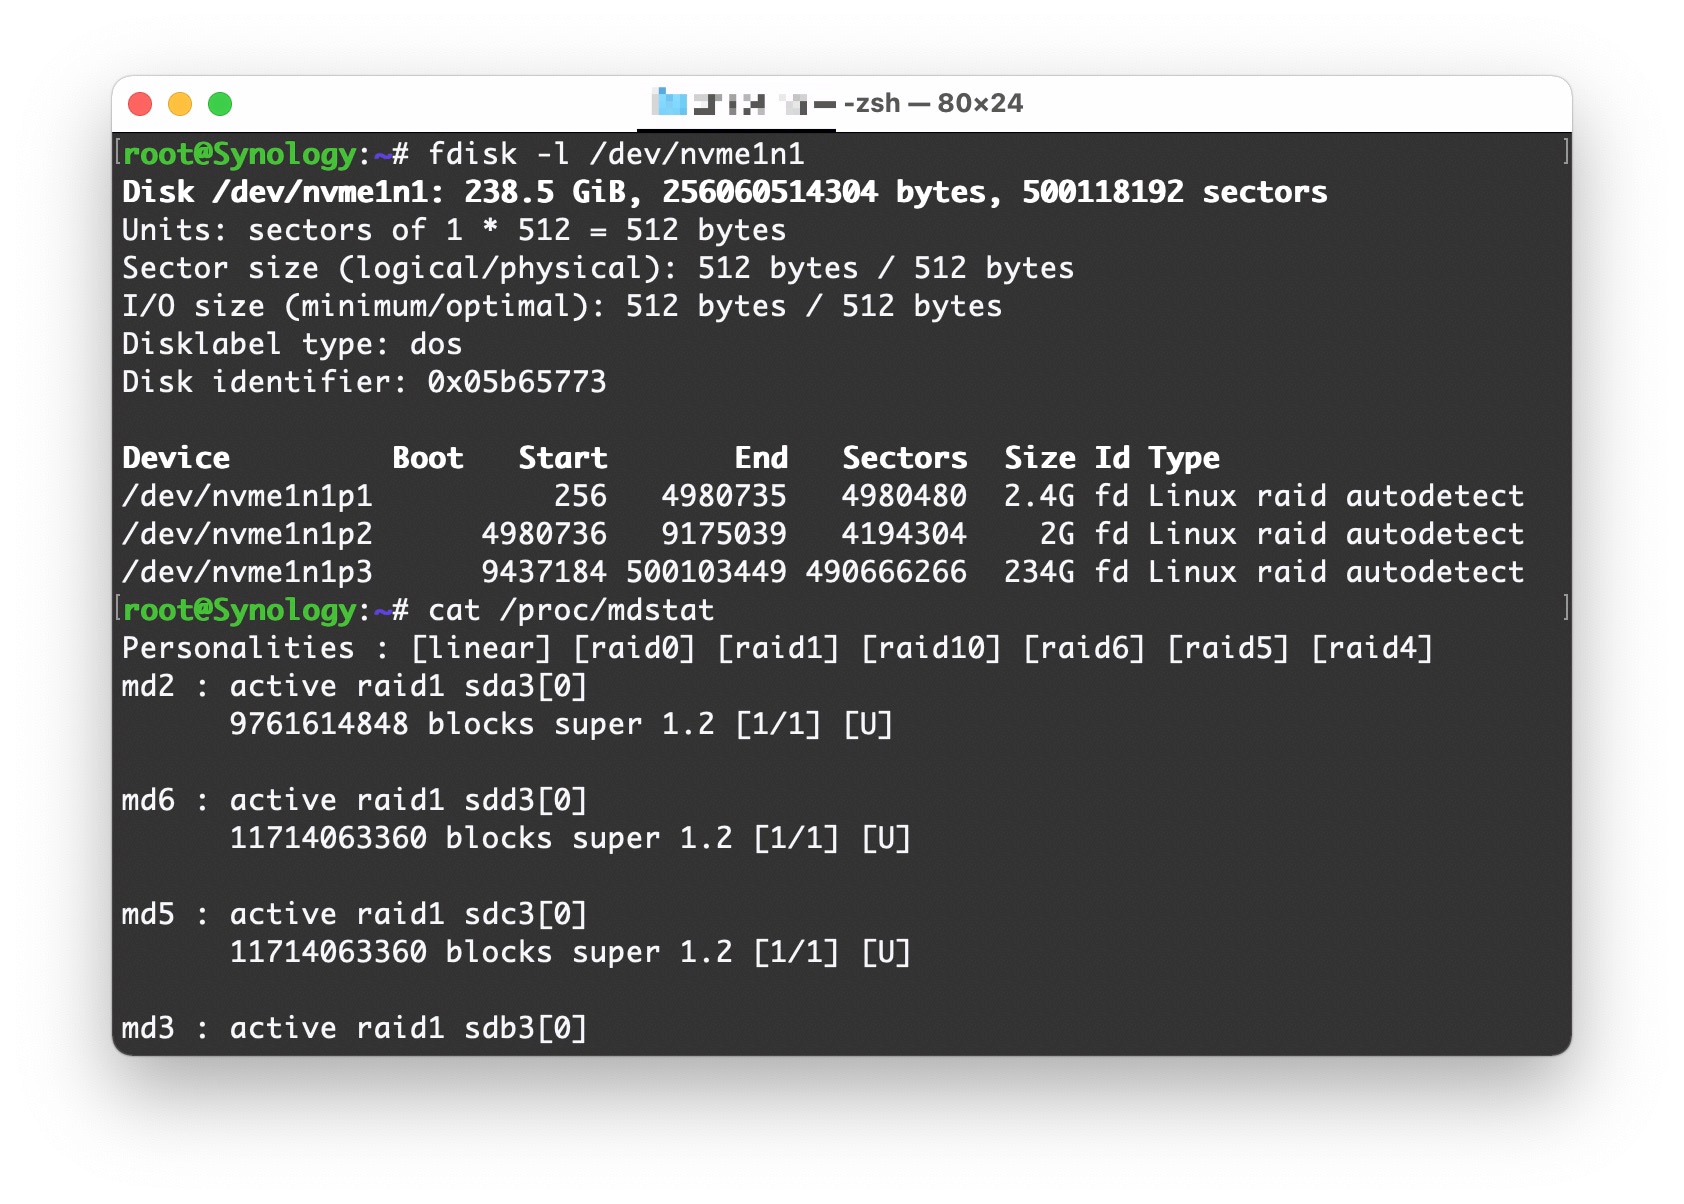 — -zsh — 80×24
root@Synology:~# fdisk -l /dev/nvme1n1
Disk /dev/nvme1n1: 238.5 GiB, 256060514304 bytes, 500118192 sectors
Units: sectors of 1 * 512 = 512 bytes
Sector size (logical/physical): 512 bytes / 512 bytes
I/O size (minimum/optimal): 512 bytes / 512 bytes
Disklabel type: dos
Disk identifier: 0x05b65773
Device         Boot   Start       End   Sectors  Size Id Type
/dev/nvme1n1p1          256   4980735   4980480  2.4G fd Linux raid autodetect
/dev/nvme1n1p2      4980736   9175039   4194304    2G fd Linux raid autodetect
/dev/nvme1n1p3      9437184 500103449 490666266  234G fd Linux raid autodetect
root@Synology:~# cat /proc/mdstat
Personalities : [linear] [raid0] [raid1] [raid10] [raid6] [raid5] [raid4]
md2 : active raid1 sda3[0]
      9761614848 blocks super 1.2 [1/1] [U]
md6 : active raid1 sdd3[0]
      11714063360 blocks super 1.2 [1/1] [U]
md5 : active raid1 sdc3[0]
      11714063360 blocks super 1.2 [1/1] [U]
md3 : active raid1 sdb3[0]